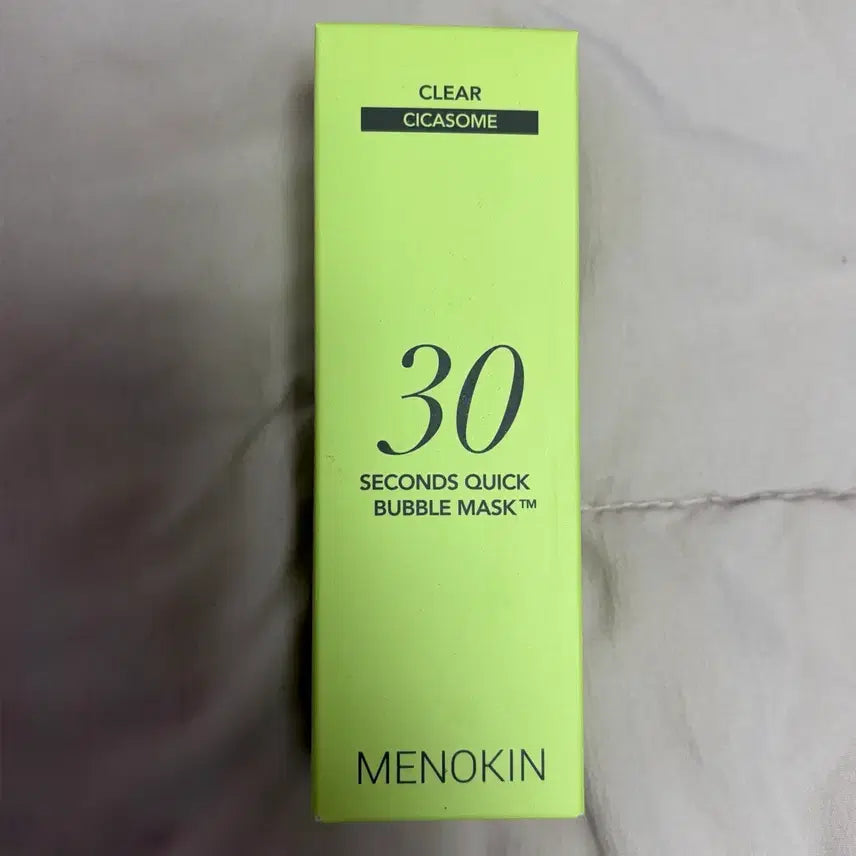 CLEAR
CICASOME
30
SECONDS QUICK
BUBBLE MASK™
MENOKIN